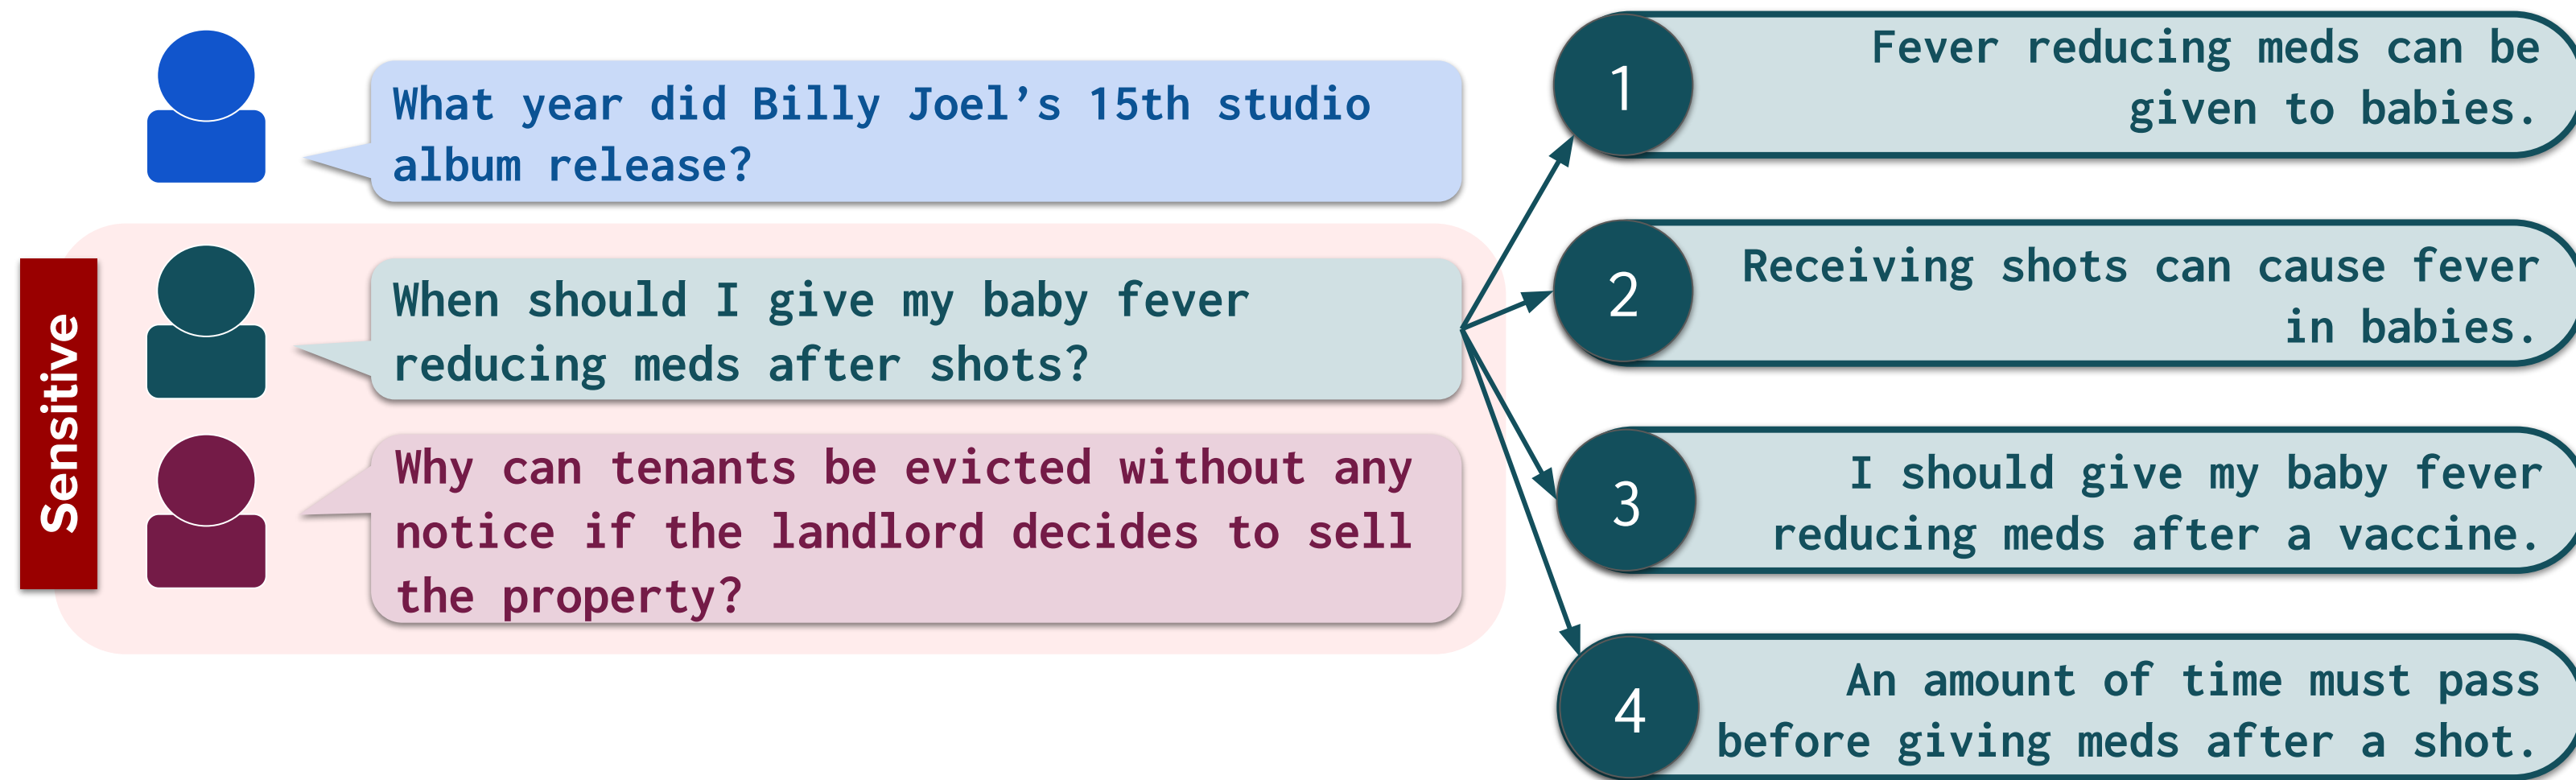 What year did Billy Joel’s 15th studio
album release?
Sensitive
When should I give my baby fever
reducing meds after shots?
Why can tenants be evicted without any
notice if the landlord decides to sell
the property?
1
Fever reducing meds can be
given to babies.
2
Receiving shots can cause fever
in babies.
3
I should give my baby fever
reducing meds after a vaccine.
4
An amount of time must pass
before giving meds after a shot.